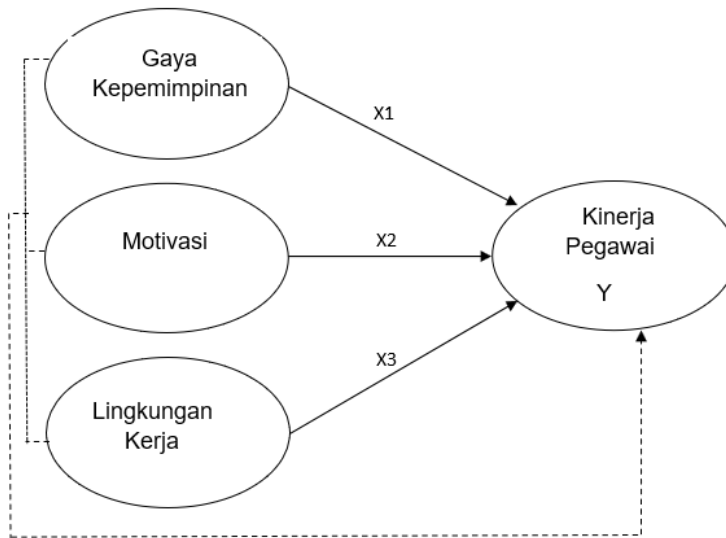 Gaya
Kepemimpinan
X1
Motivasi
X2
Kinerja
Pegawai
Y
X3
Lingkungan
Kerja